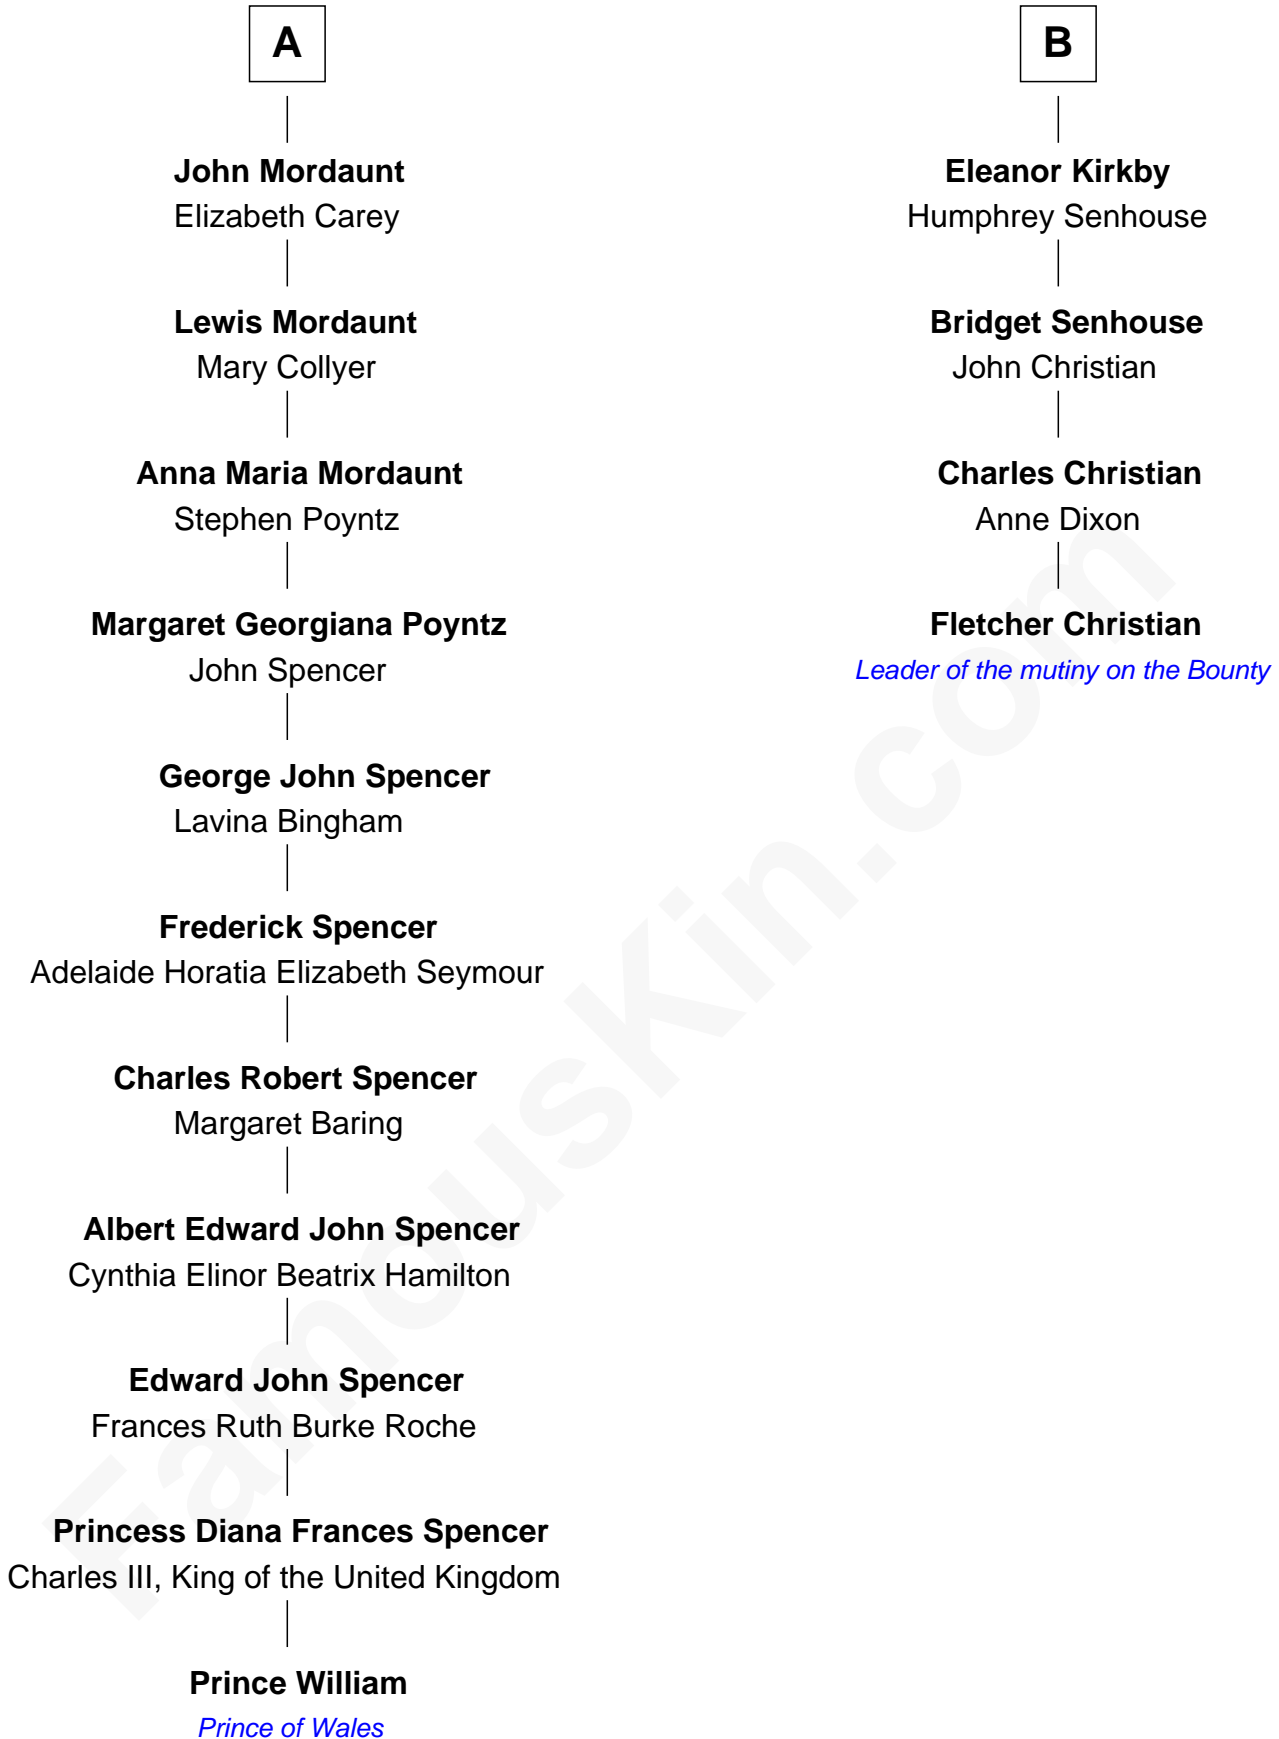 A
John Mordaunt
Elizabeth Carey
Lewis Mordaunt
Mary Collyer
Anna Maria Mordaunt
Stephen Poyntz
Margaret Georgiana Poyntz
John Spencer
George John Spencer
Lavina Bingham
Frederick Spencer
Adelaide Horatia Elizabeth Seymour
Charles Robert Spencer
Margaret Baring
Albert Edward John Spencer
Cynthia Elinor Beatrix Hamilton
Edward John Spencer
Frances Ruth Burke Roche
Princess Diana Frances Spencer
Charles III, King of the United Kingdom
Prince William
Prince of Wales
B
Eleanor Kirkby
Humphrey Senhouse
Bridget Senhouse
John Christian
Charles Christian
Anne Dixon
Fletcher Christian
Leader of the mutiny on the Bounty
FamousKin.com